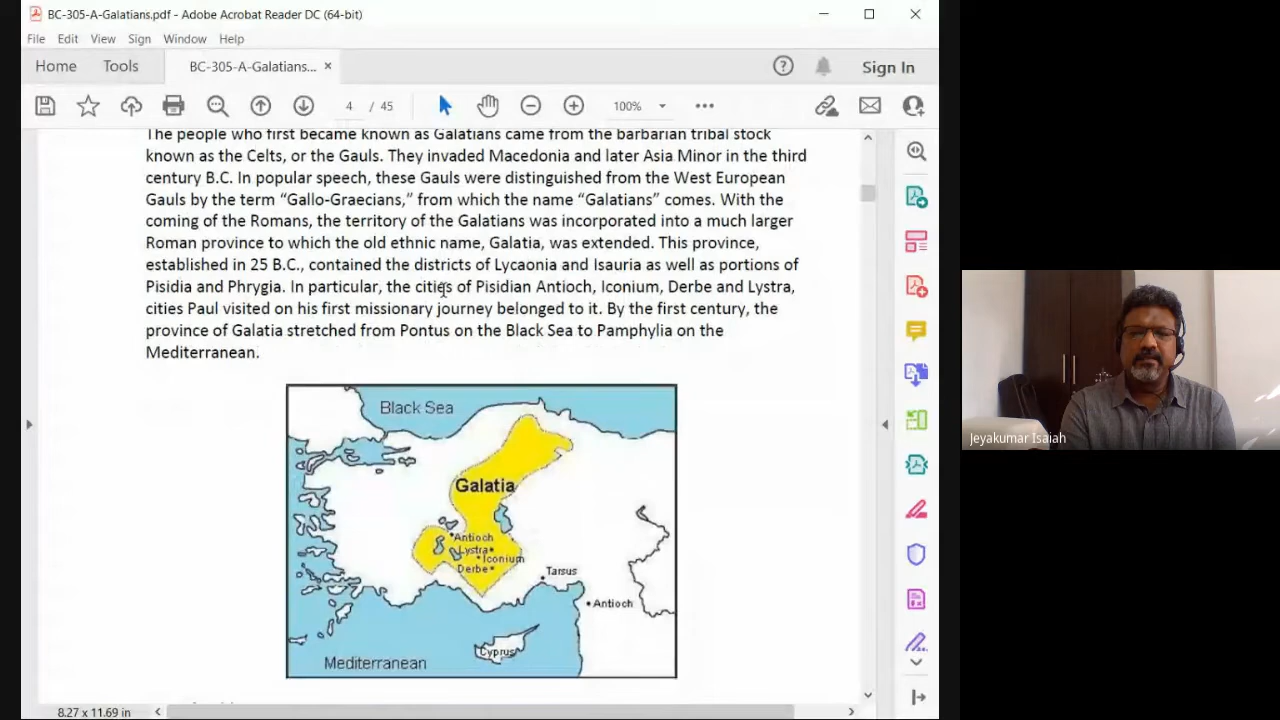 BC-305-A-Galatians.pdf - Adobe Acrobat Reader DC (64-bit)
File Edit View Sign Window Help
Home Tools BC-305-A-Galatians... × Sign In
4 / 45 100%
The people who first became known as Galatians came from the barbarian tribal stock
known as the Celts, or the Gauls. They invaded Macedonia and later Asia Minor in the third
century B.C. In popular speech, these Gauls were distinguished from the West European
Gauls by the term “Gallo-Graecians,” from which the name “Galatians” comes. With the
coming of the Romans, the territory of the Galatians was incorporated into a much larger
Roman province to which the old ethnic name, Galatia, was extended. This province,
established in 25 B.C., contained the districts of Lycaonia and Isauria as well as portions of
Pisidia and Phrygia. In particular, the cities of Pisidian Antioch, Iconium, Derbe and Lystra,
cities Paul visited on his first missionary journey belonged to it. By the first century, the
province of Galatia stretched from Pontus on the Black Sea to Pamphylia on the
Mediterranean.
Black Sea
Galatia
Antioch
Lystra
Iconium
Derbe
Tarsus
Antioch
Cyprus
Mediterranean
8.27 x 11.69 in
Jeyakumar Isaiah